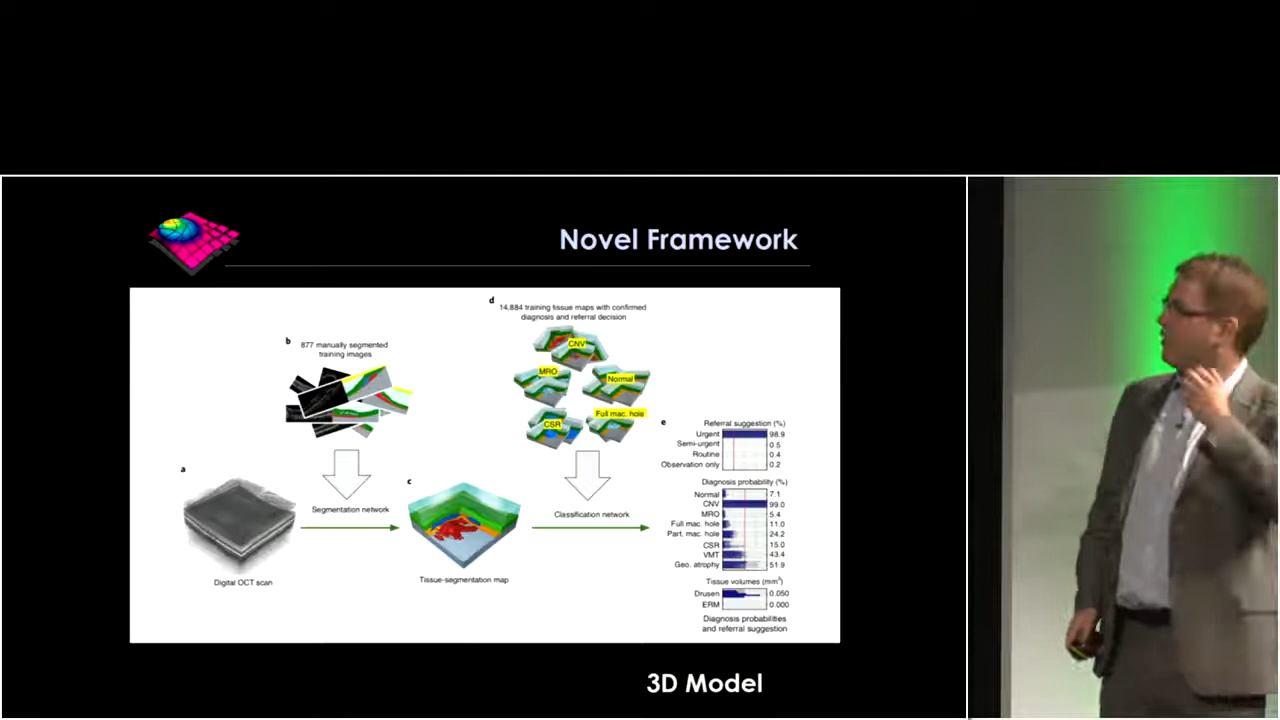 Novel Framework
d
14,884 training tissue maps with confirmed
diagnosis and referral decision
b
877 manually segmented
training images
CNV
MRO
Normal
CSR
Full mac. hole
a
Digital OCT scan
Segmentation network
c
Tissue-segmentation map
Classification network
e
Referral suggestion (%)
Urgent 98.9
Semi-urgent 0.5
Routine 0.4
Observation only 0.2
Diagnosis probability (%)
Normal 7.1
CNV 99.0
MRO 5.4
Full mac. hole 11.0
Part. mac. hole 24.2
CSR 15.0
VMT 43.4
Geo. atrophy 51.9
Tissue volumes (mm³)
Drusen 0.050
ERM 0.000
Diagnosis probabilities
and referral suggestion
3D Model